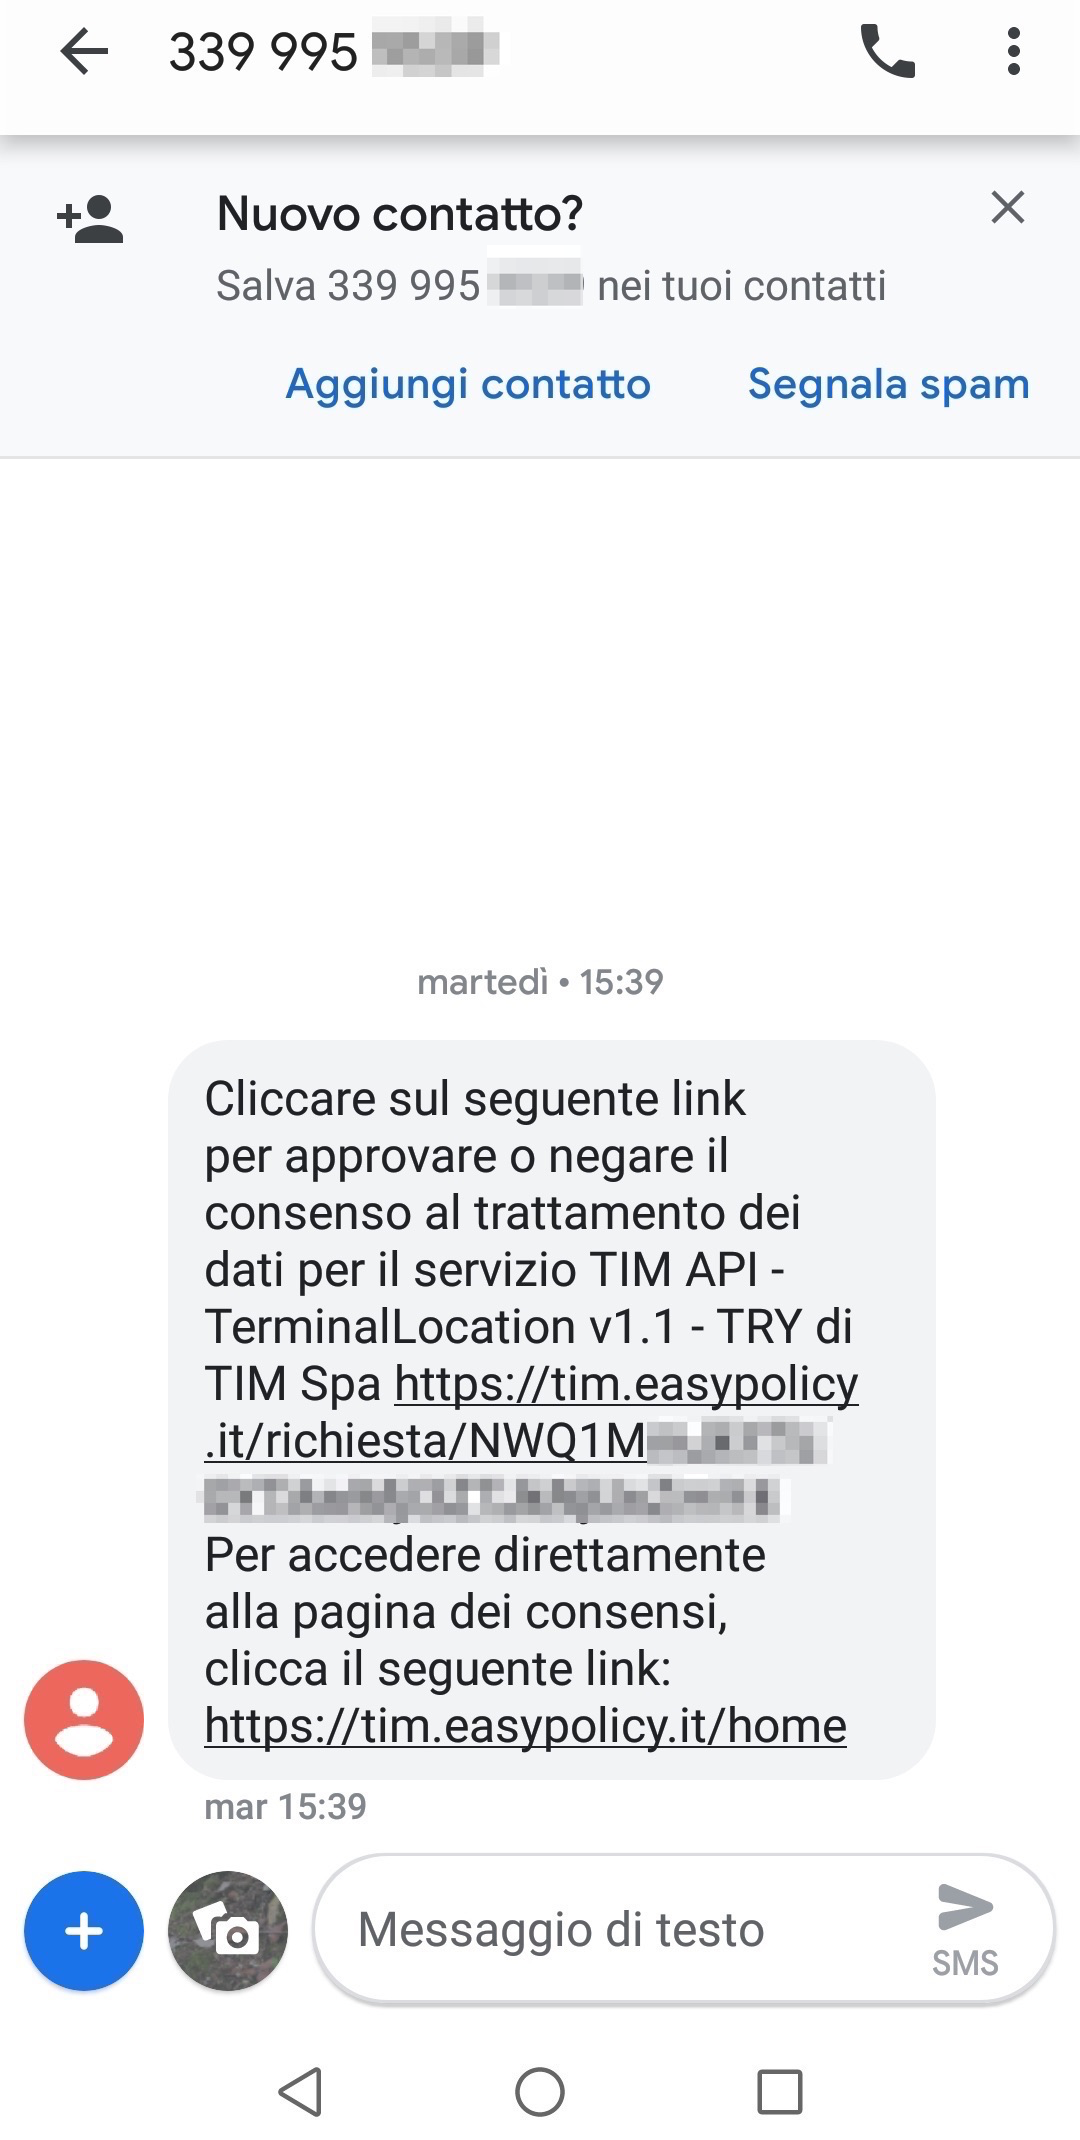 339 995
Nuovo contatto?
Salva 339 995 nei tuoi contatti
Aggiungi contatto Segnala spam
martedì • 15:39
Cliccare sul seguente link
per approvare o negare il
consenso al trattamento dei
dati per il servizio TIM API -
TerminalLocation v1.1 - TRY di
TIM Spa https://tim.easypolicy
.it/richiesta/NWQ1M
Per accedere direttamente
alla pagina dei consensi,
clicca il seguente link:
https://tim.easypolicy.it/home
mar 15:39
Messaggio di testo
SMS